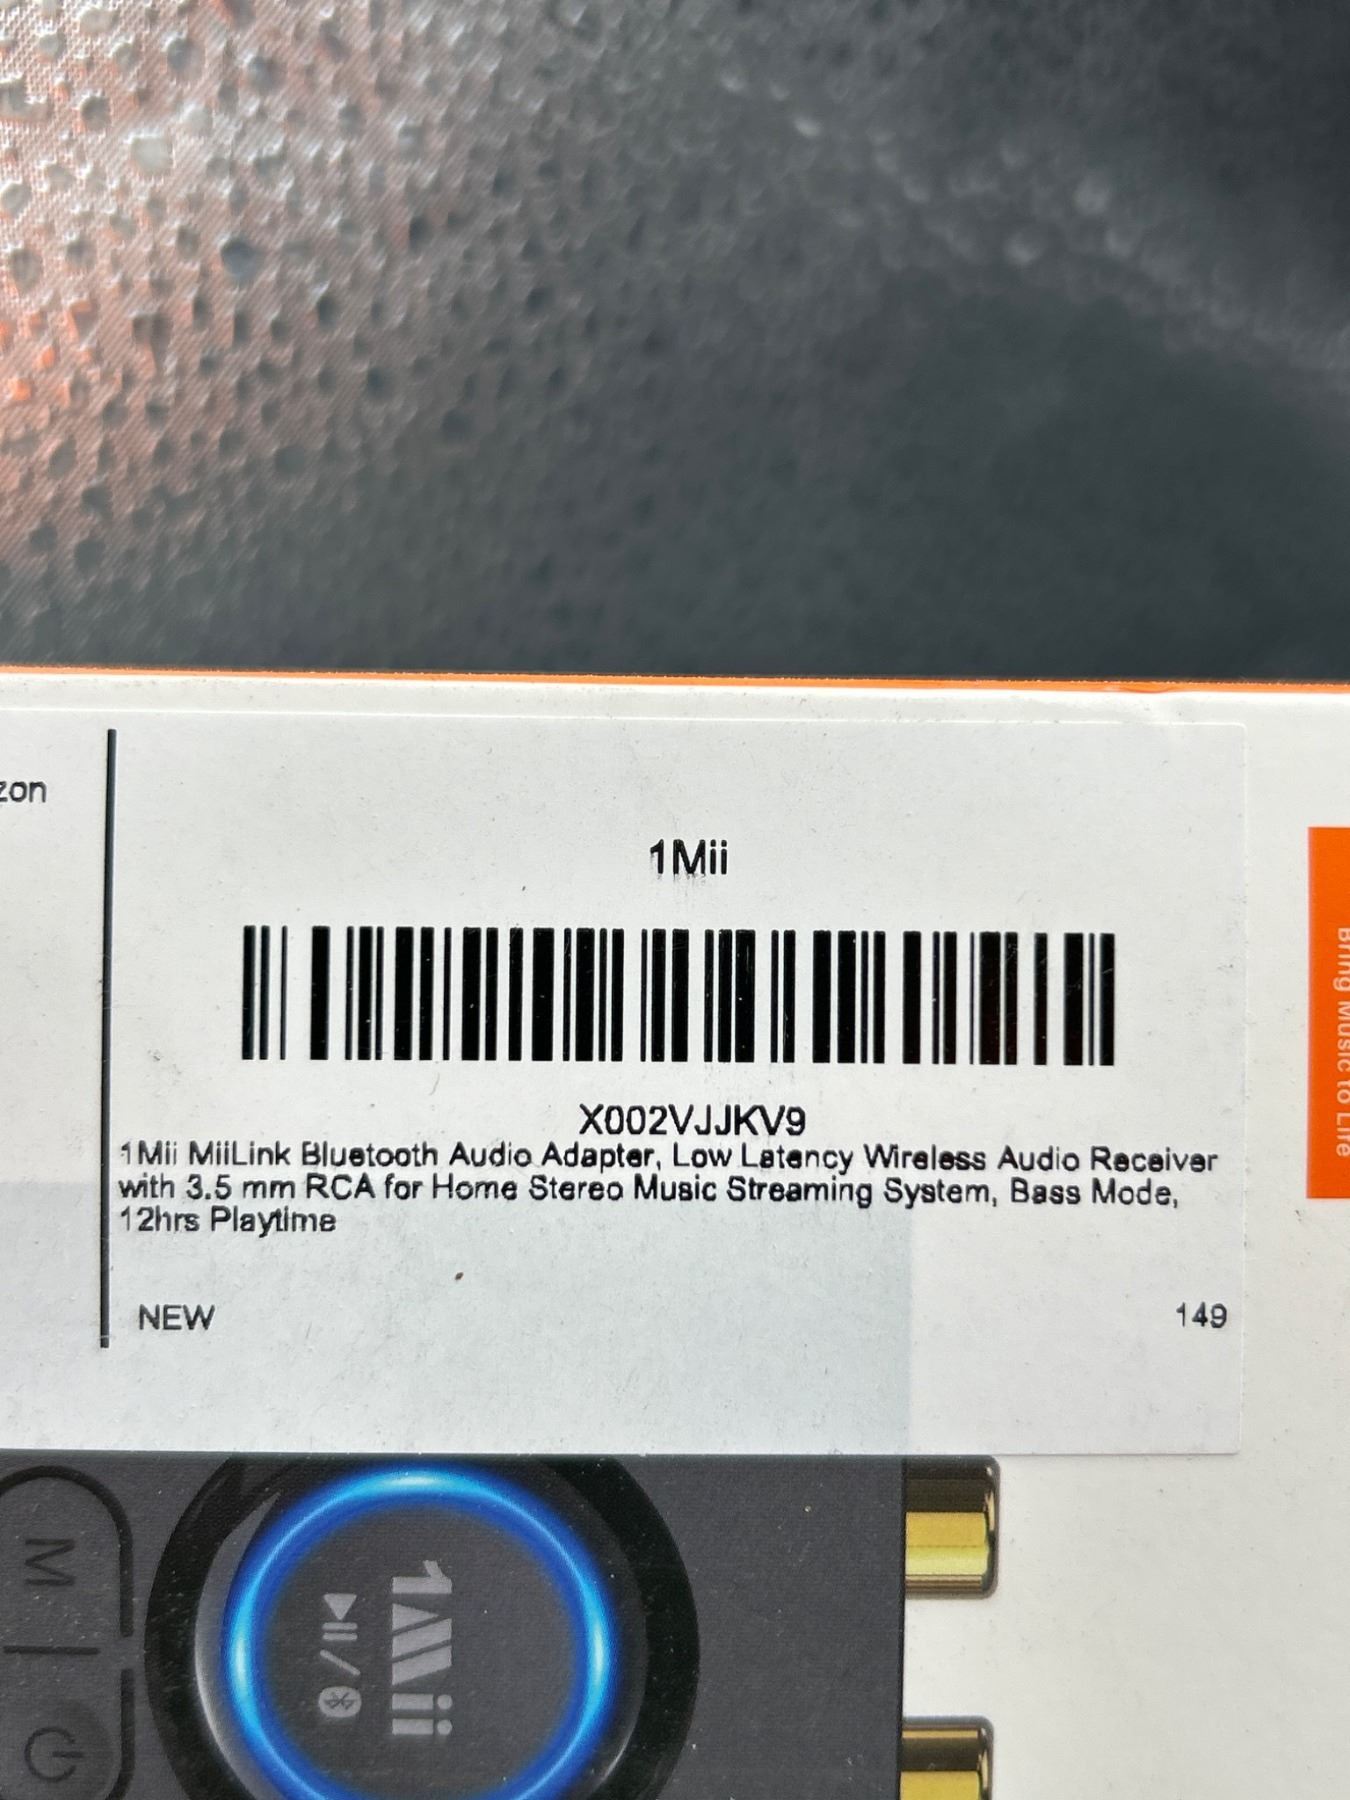 zon
1Mii
X002VJJKV9
1Mii MiiLink Bluetooth Audio Adapter, Low Latency Wireless Audio Receiver
with 3.5 mm RCA for Home Stereo Music Streaming System, Bass Mode,
12hrs Playtime
NEW
149
Bring Music to Life
M
1Mii